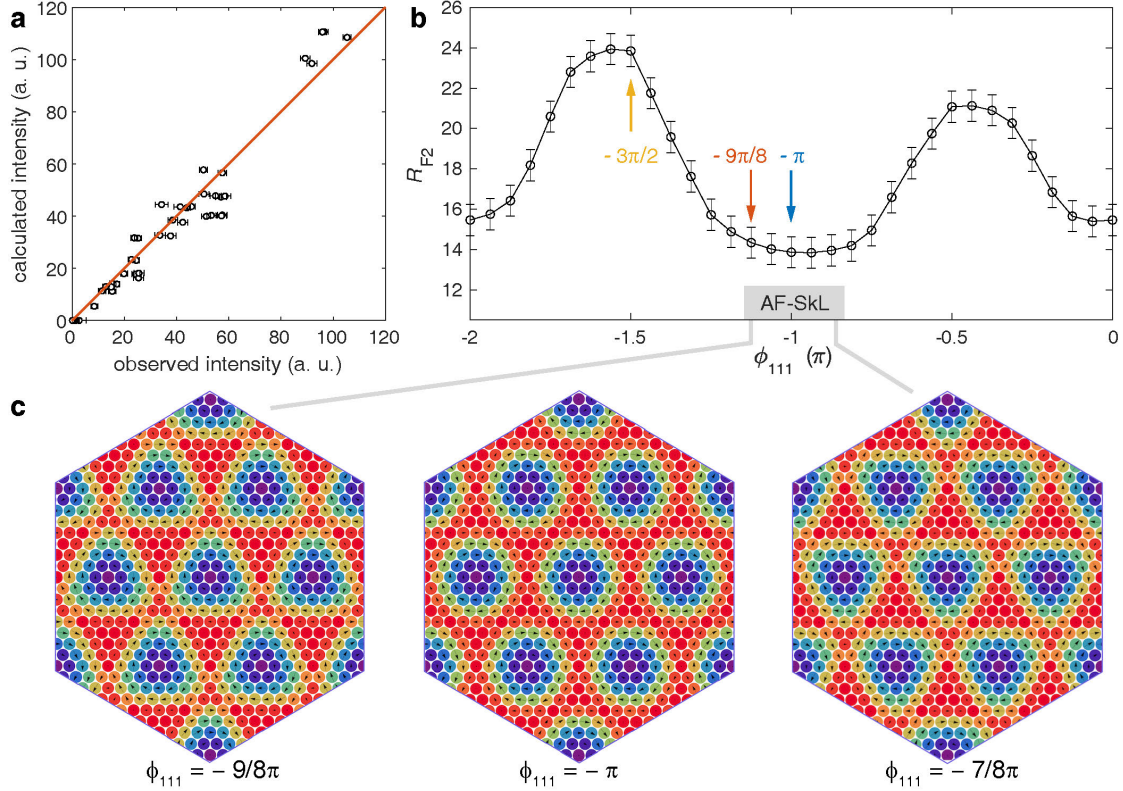 a
calculated intensity (a. u.)
120
100
80
60
40
20
0
0 20 40 60 80 100 120
observed intensity (a. u.)
b
R_F2
26
24
22
20
18
16
14
12
- 3π/2
- 9π/8
- π
AF-SkL
-2 -1.5 -1 -0.5 0
ϕ_111 (π)
c
ϕ_111 = − 9/8π
ϕ_111 = − π
ϕ_111 = − 7/8π